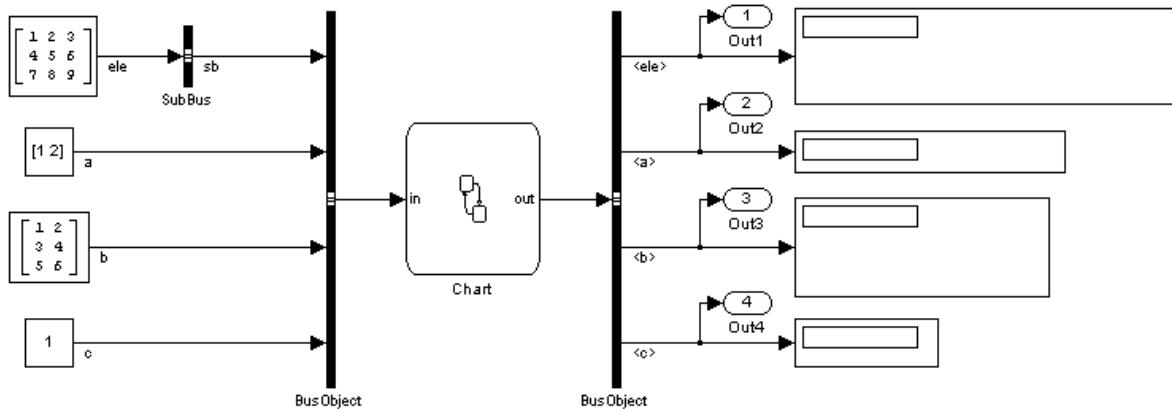 1 2 3
4 5 6
7 8 9
ele
SubBus
sb
[1 2]
a
1 2
3 4
5 6
b
1
c
BusObject
in
out
Chart
BusObject
<ele>
1
Out1
<a>
2
Out2
<b>
3
Out3
<c>
4
Out4